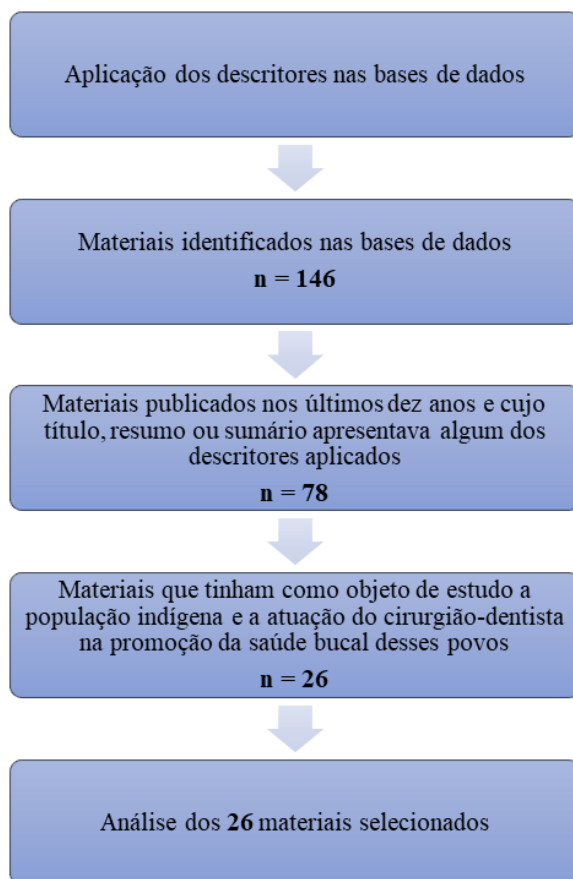 Aplicação dos descritores nas bases de dados
Materiais identificados nas bases de dados
n = 146
Materiais publicados nos últimos dez anos e cujo
título, resumo ou sumário apresentava algum dos
descritores aplicados
n = 78
Materiais que tinham como objeto de estudo a
população indígena e a atuação do cirurgião-dentista
na promoção da saúde bucal desses povos
n = 26
Análise dos 26 materiais selecionados